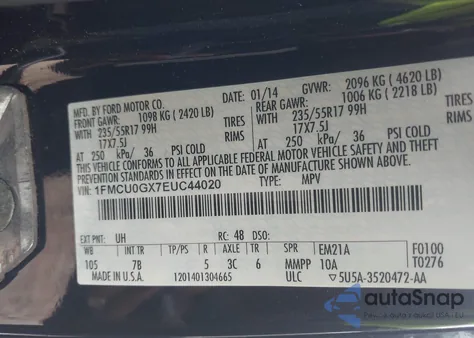 MFD. BY FORD MOTOR CO.
01/14 GVWR: 2096 KG (4620 LB)
FRONT GAWR: 1098 KG (2420 LB) REAR GAWR: 1006 KG (2218 LB)
235/55R17 99H TIRES 235/55R17 99H TIRES
17X7.5J RIMS 17X7.5J RIMS
AT 250 kPa/ 36 PSI COLD AT 250 kPa/ 36 PSI COLD
THIS VEHICLE CONFORMS TO ALL APPLICABLE FEDERAL MOTOR VEHICLE SAFETY AND THEFT
PREVENTION STANDARDS IN EFFECT ON THE DATE OF MANUFACTURE SHOWN ABOVE.
VIN: 1FMCU0GX7EUC44020 TYPE: MPV
EXT PNT: UH RC: 48 DSO: F0100
WB INT TR TP/PS R AXLE TR SPR EM21A T0276
105 7B 5 3C 6 MMPP 10A
MADE IN U.S.A. 1201401304665 ULC 5U5A-3520472-AA
autoSnap